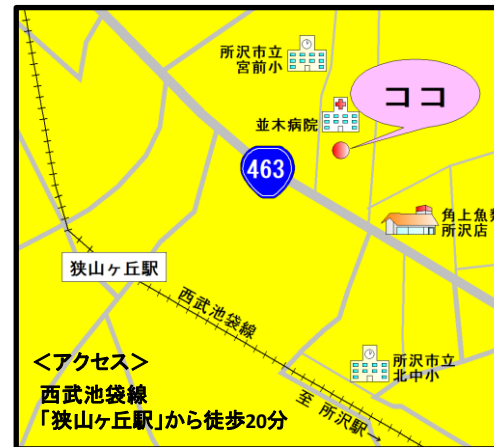 所沢市立
宮前小
ココ
並木病院
463
角上魚類
所沢店
狭山ヶ丘駅
西武池袋線
<アクセス>
西武池袋線
「狭山ヶ丘駅」から徒歩20分
所沢市立
北中小
至 所沢駅→